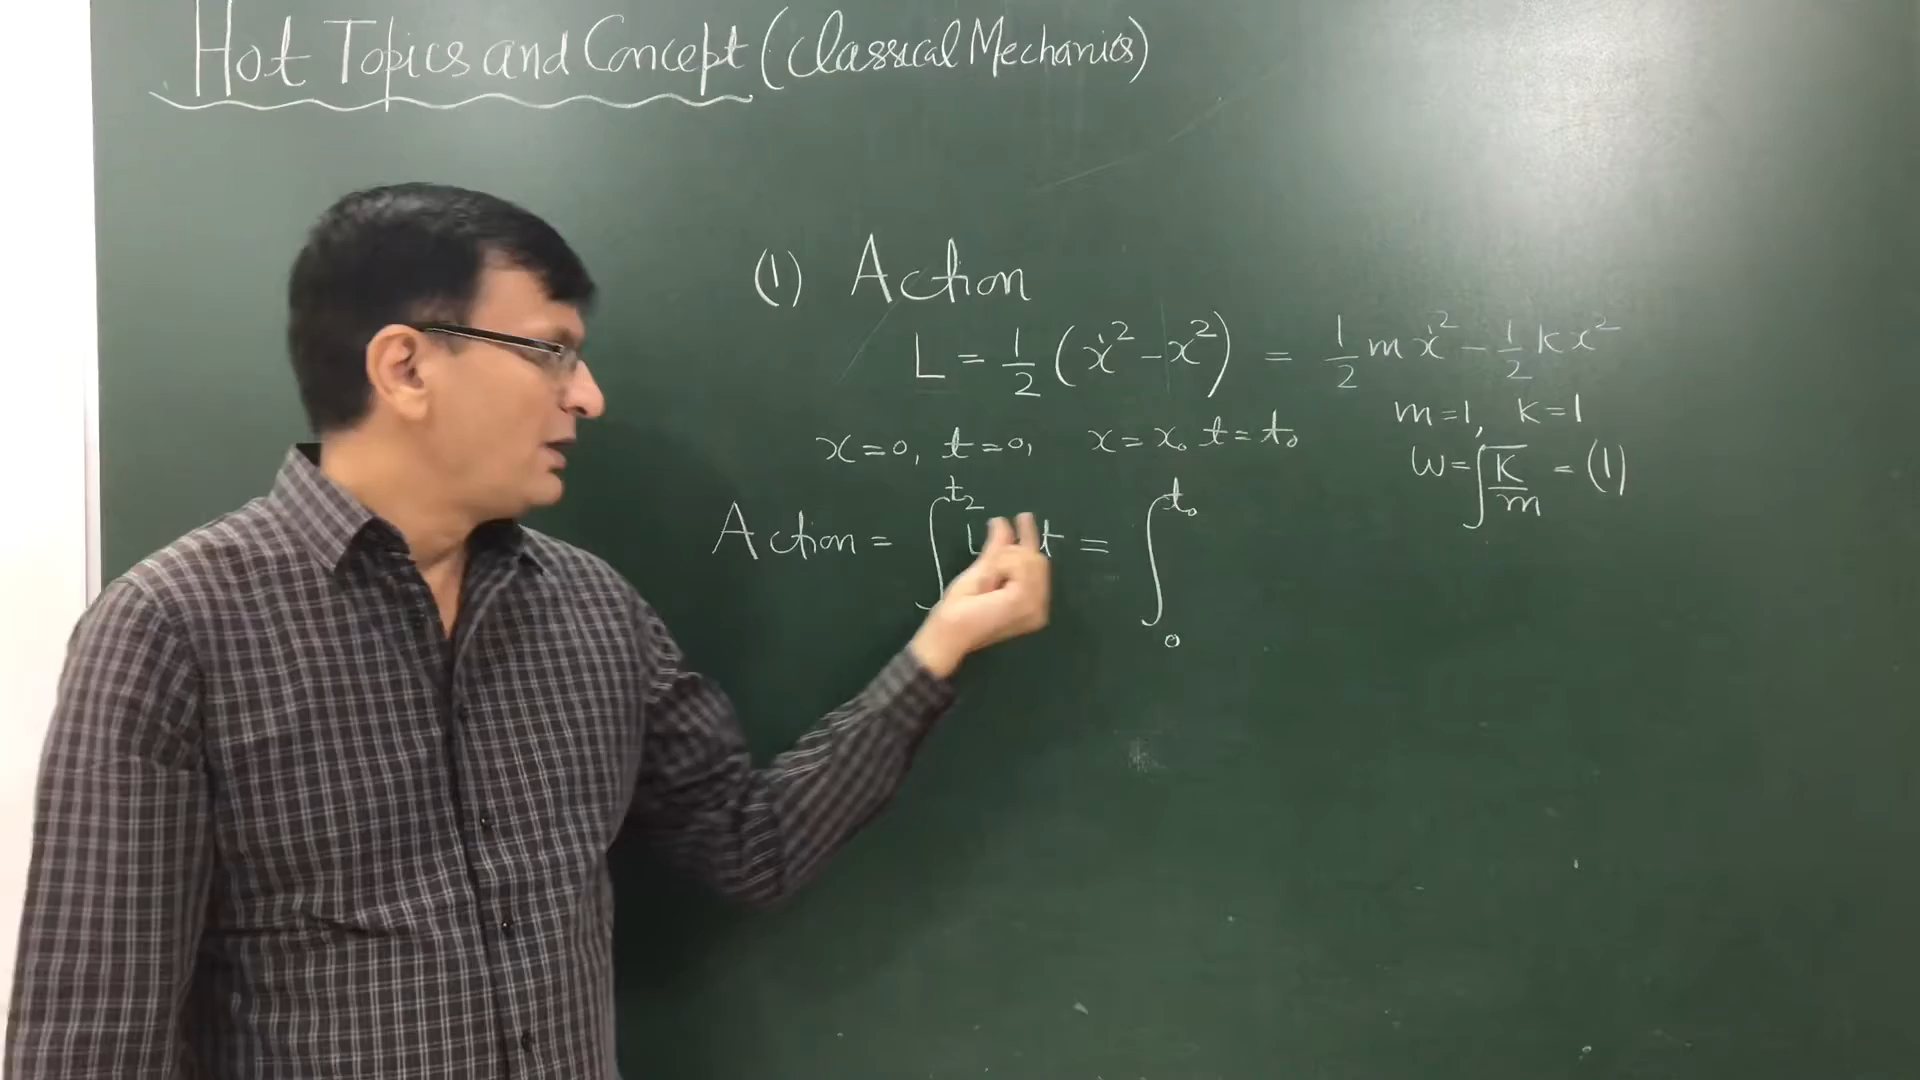 Hot Topics and Concept (Classical Mechanics)
(1) Action
L = 1/2 (ẋ² - x²) = 1/2 mẋ² - 1/2 kx²
m=1, k=1
x=0, t=0, x=x₀ t=t₀
ω=√(K/m) = (1)
Action = ∫ t₂ L t = ∫ t₀ 0